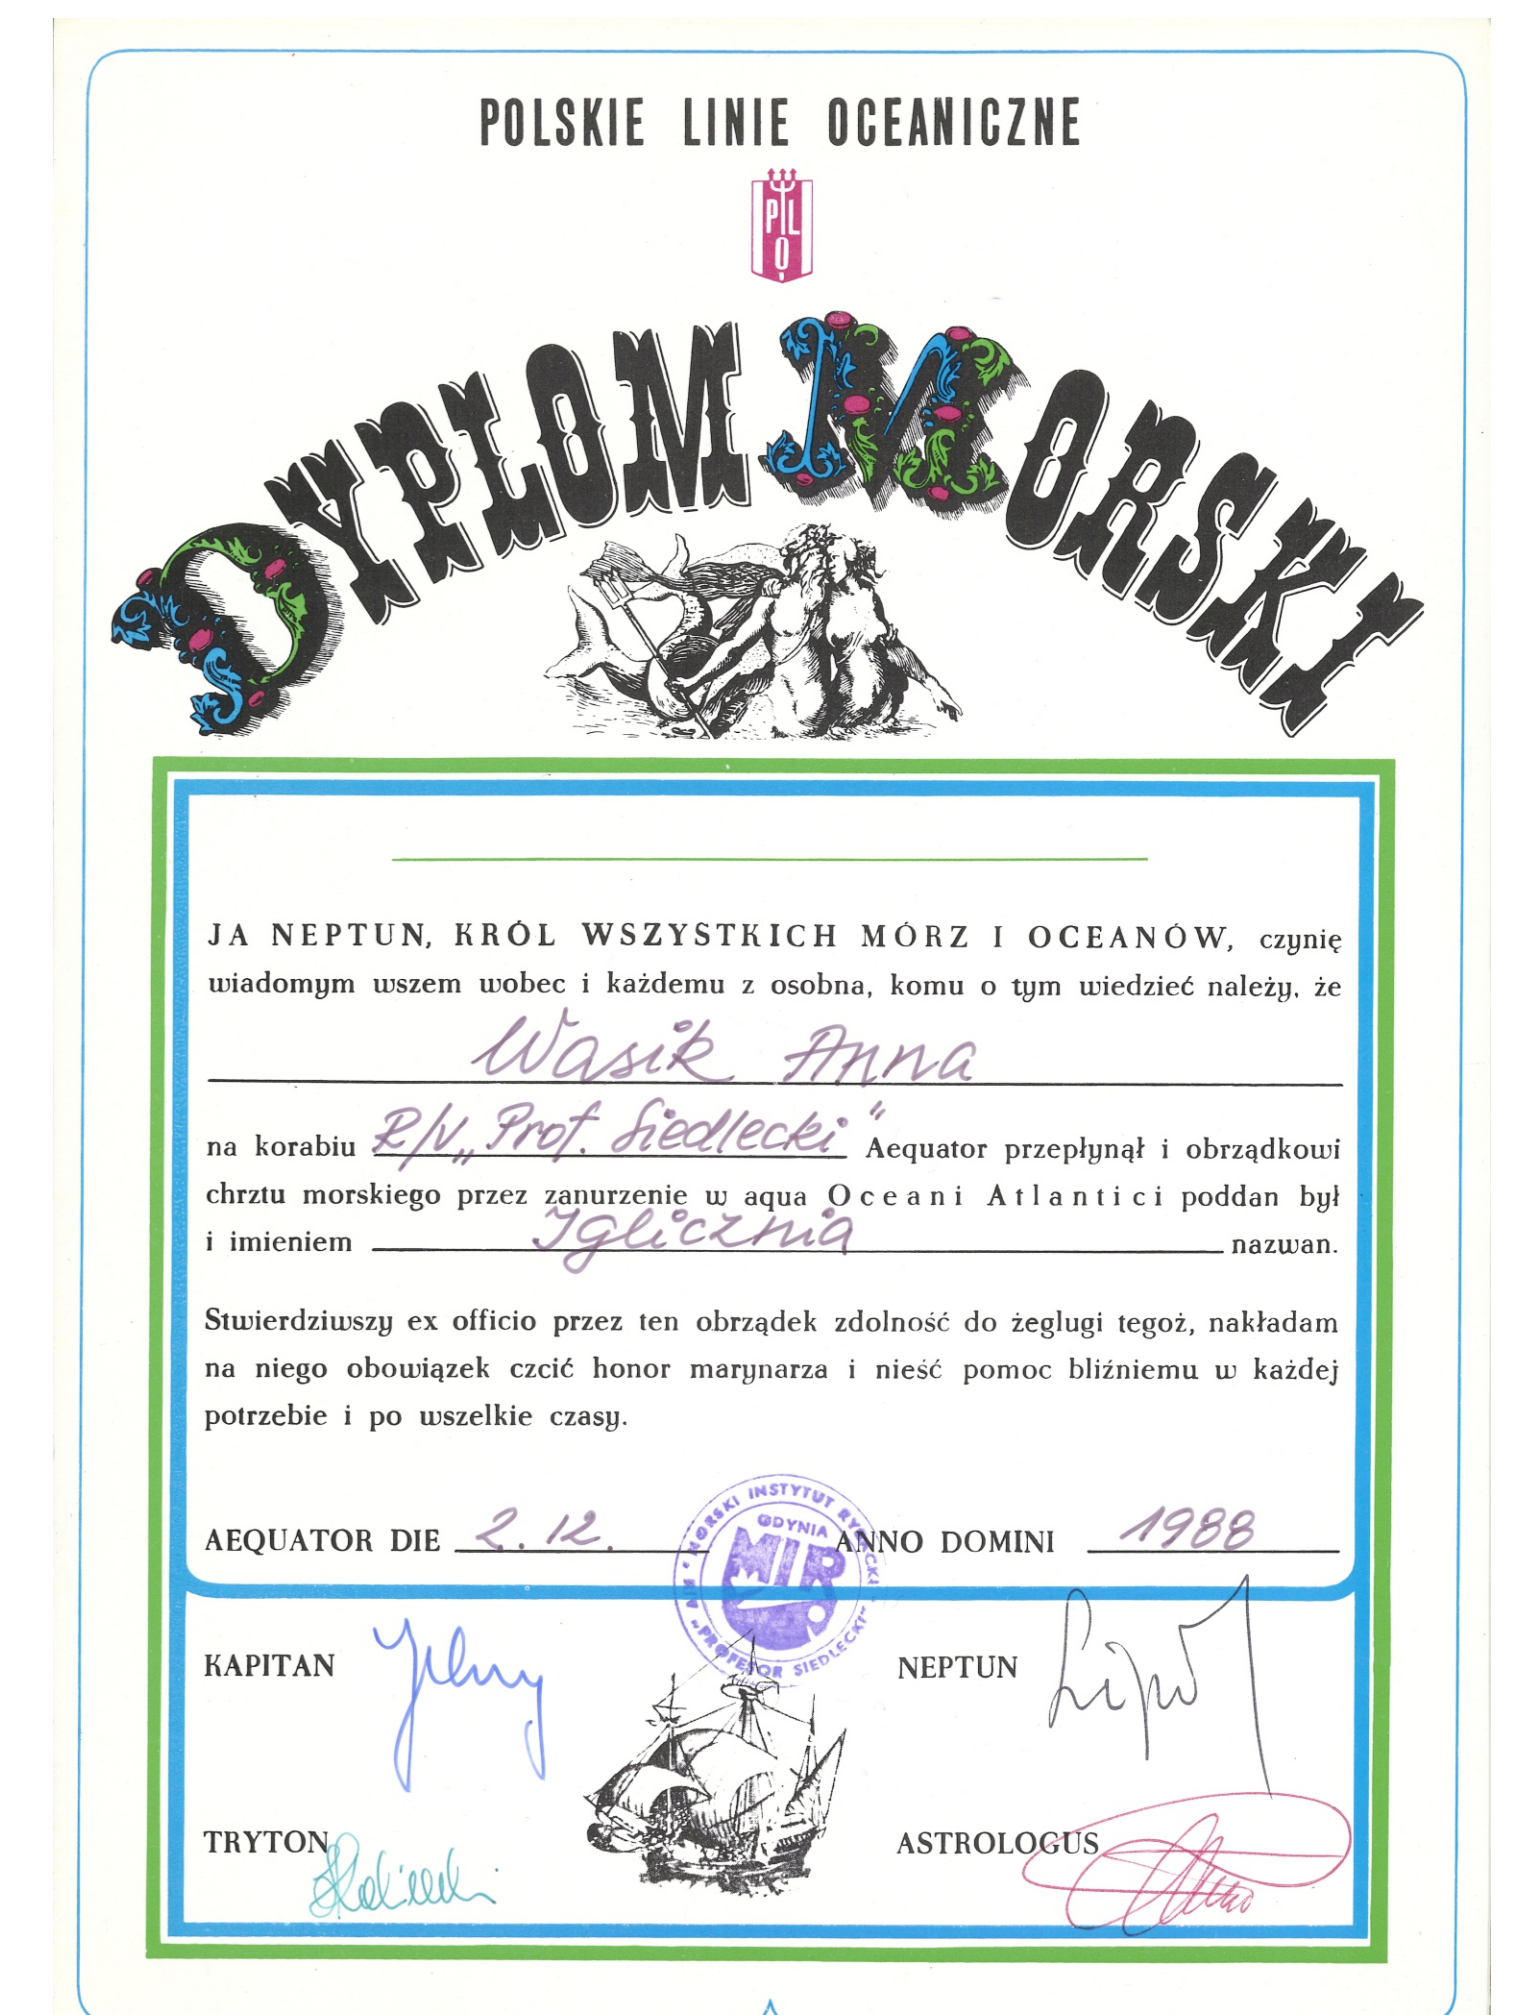 POLSKIE LINIE OCEANICZNE
PLO
DYPLOM MORSKI
JA NEPTUN, KRÓL WSZYSTKICH MÓRZ I OCEANÓW, czynię
wiadomym wszem wobec i każdemu z osobna, komu o tym wiedzieć należy, że
Wasik Anna
na korabiu R/V „Prof. Siedlecki" Aequator przepłynął i obrządkowi
chrztu morskiego przez zanurzenie w aqua Oceani Atlantici poddan był
i imieniem Iglicznia nazwan.
Stwierdziwszy ex officio przez ten obrządek zdolność do żeglugi tegoż, nakładam
na niego obowiązek czcić honor marynarza i nieść pomoc bliźniemu w każdej
potrzebie i po wszelkie czasy.
MORSKI INSTYTUT RYBACKI
GDYNIA
MIR
"PROFESOR SIEDLECKI"
AEQUATOR DIE 2.12. ANNO DOMINI 1988
KAPITAN NEPTUN
TRYTON ASTROLOGUS